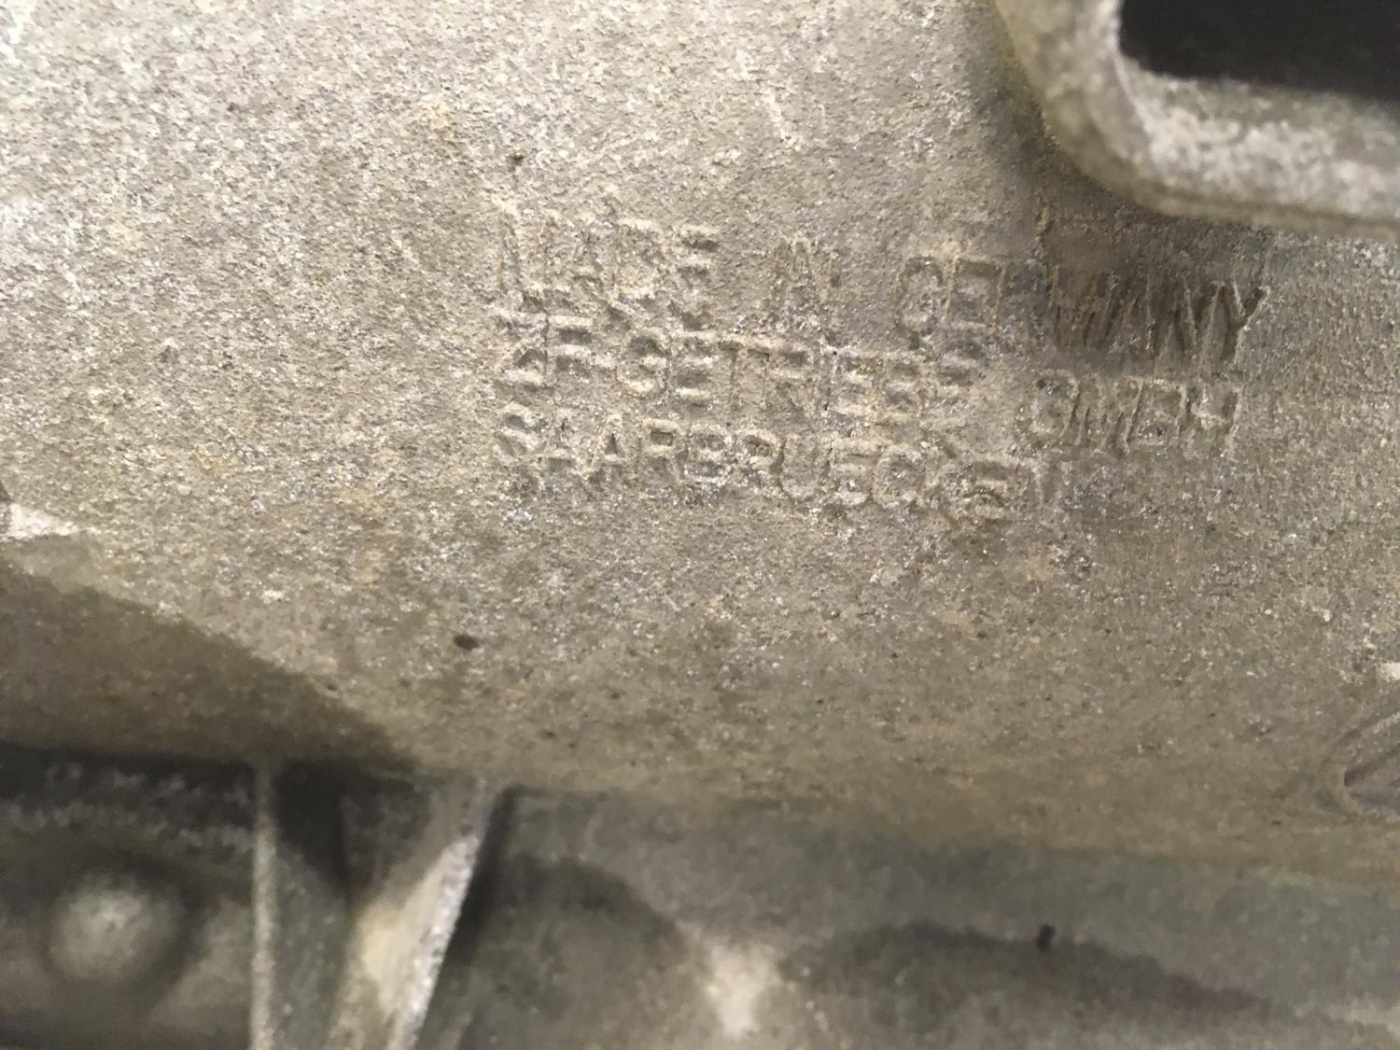 MADE IN GERMANY
ZF-GETRIEBE GMBH
SAARBRUECKEN